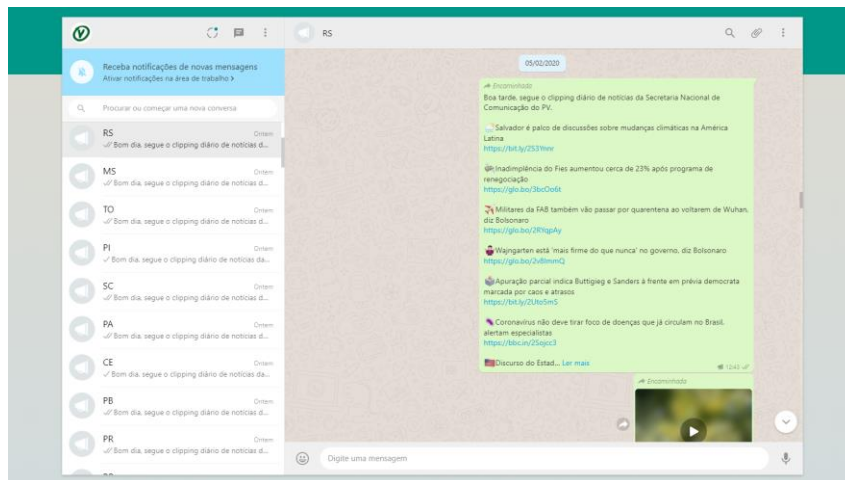 RS
Receba notificações de novas mensagens
Ativar notificações na área de trabalho >
Procurar ou começar uma nova conversa
RS
Ontem
Bom dia, segue o clipping diário de notícias d...
MS
Ontem
Bom dia, segue o clipping diário de notícias d...
TO
Ontem
Bom dia, segue o clipping diário de notícias d...
PI
Ontem
Bom dia, segue o clipping diário de notícias da...
SC
Ontem
Bom dia, segue o clipping diário de notícias d...
PA
Ontem
Bom dia, segue o clipping diário de notícias d...
CE
Ontem
Bom dia, segue o clipping diário de notícias da...
PB
Ontem
Bom dia, segue o clipping diário de notícias d...
PR
Ontem
Bom dia, segue o clipping diário de notícias d...
05/02/2020
Encaminhada
Boa tarde, segue o clipping diário de notícias da Secretaria Nacional de
Comunicação do PV.
Salvador é palco de discussões sobre mudanças climáticas na América
Latina
Inadimplência do Fies aumentou cerca de 23% após programa de
renegociação
https://glo.bo/3bcOo6t
Militares da FAB também vão passar por quarentena ao voltarem de Wuhan,
diz Bolsonaro
https://glo.bo/2RYqpAy
Wajngarten está 'mais firme do que nunca' no governo, diz Bolsonaro
https://glo.bo/2v8ImmQ
Apuração parcial indica Buttigieg e Sanders à frente em prévia democrata
marcada por caos e atrasos
https://bit.ly/2Uto5mS
Coronavírus não deve tirar foco de doenças que já circulam no Brasil,
alertam especialistas
https://bbc.in/2Sojcc3
Discurso do Estad... Ler mais
12:45
Encaminhada
Digite uma mensagem